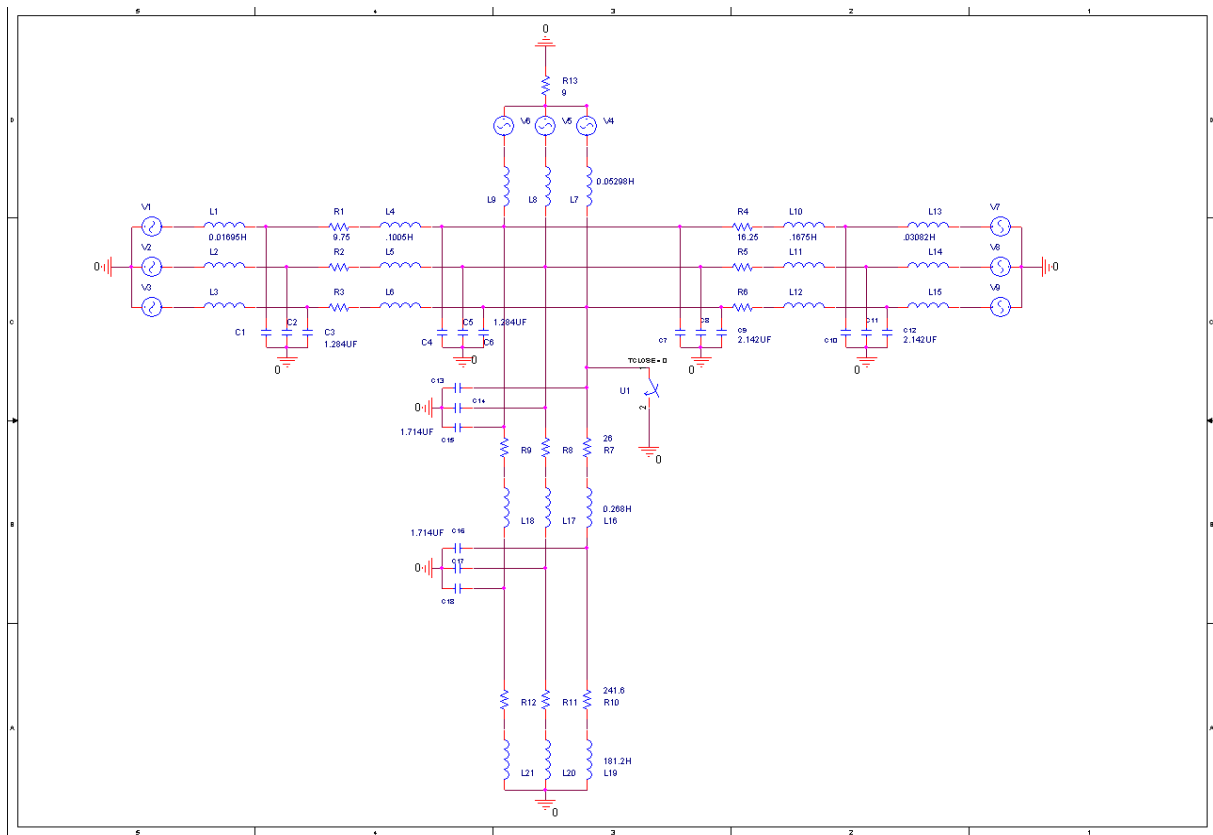 5 4 3 2 1
0
R13
9
D D
V6 V5 V4
L9 L8 L7 0.05298H
V1 L1 R1 L4 R4 L10 L13 V7
0.01695H 9.75 .1005H 16.25 .1675H .03082H
V2 L2 R2 L5 R5 L11 L14 V8
0 0
V3 L3 R3 L6 R6 L12 L15 V9
C1 C2 C3 C4 C5 C6 C7 C8 C9 C10 C11 C12
1.284UF 1.284UF 2.142UF 2.142UF
C C
0 0 0 0
TCLOSE = 0
1
U1
2
0
C13
0 C14
1.714UF C15
R9 R8 26
R7
L18 L17 0.268H
L16
B B
1.714UF C16
0 C17
C18
R12 R11 241.6
R10
A A
L21 L20 181.2H
L19
0
5 4 3 2 1